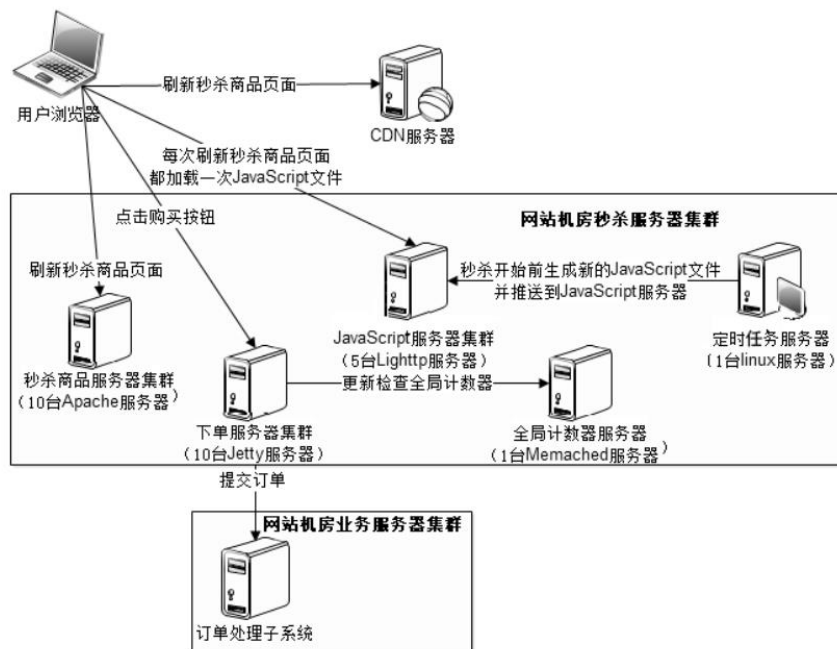 刷新秒杀商品页面
用户浏览器
CDN服务器
每次刷新秒杀商品页面
都加载一次JavaScript文件
点击购买按钮
网站机房秒杀服务器集群
刷新秒杀商品页面
秒杀开始前生成新的JavaScript文件
并推送到JavaScript服务器
JavaScript服务器集群
(5台Lighttp服务器)
定时任务服务器
(1台linux服务器)
秒杀商品服务器集群
(10台Apache服务器)
更新检查全局计数器
下单服务器集群
(10台Jetty服务器)
全局计数器服务器
(1台Memached服务器)
提交订单
网站机房业务服务器集群
订单处理子系统